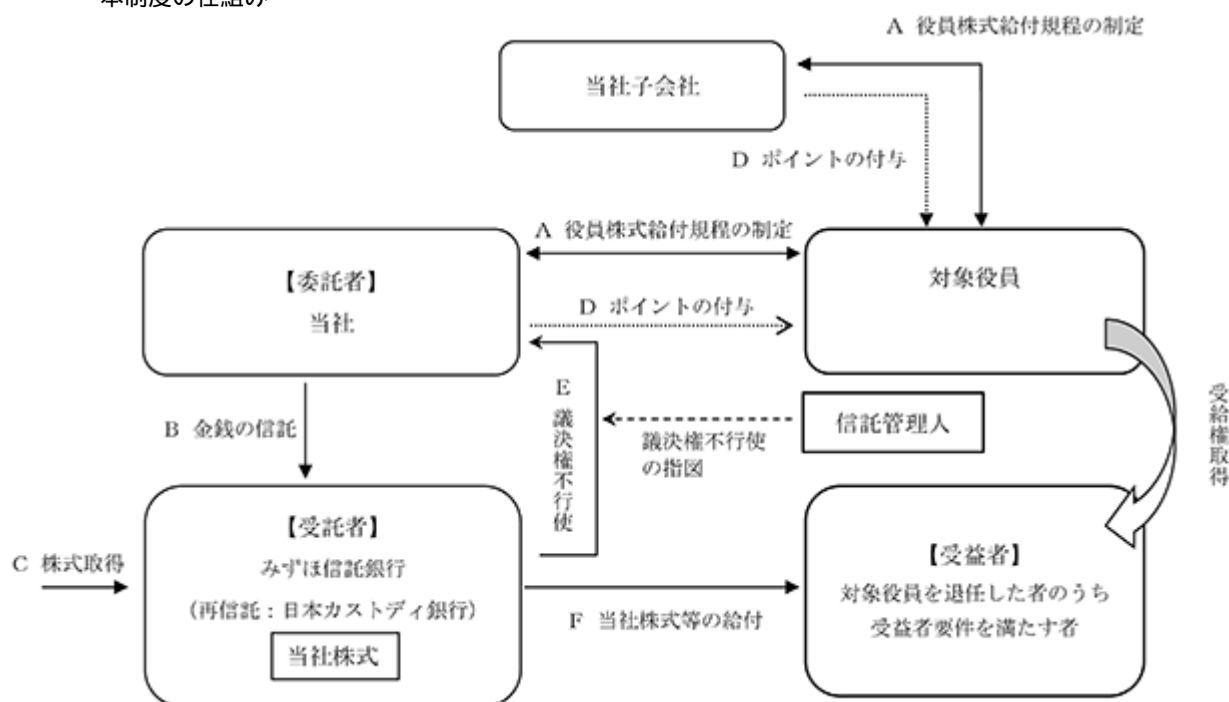 本制度の仕組み
A 役員株式給付規程の制定
当社子会社
D ポイントの付与
A 役員株式給付規程の制定
【委託者】
当社
D ポイントの付与
対象役員
E 議決権不行使
B 金銭の信託
議決権不行使
の指図
信託管理人
受給権取得
C 株式取得
【受託者】
みずほ信託銀行
(再信託：日本カストディ銀行)
当社株式
F 当社株式等の給付
【受益者】
対象役員を退任した者のうち
受益者要件を満たす者